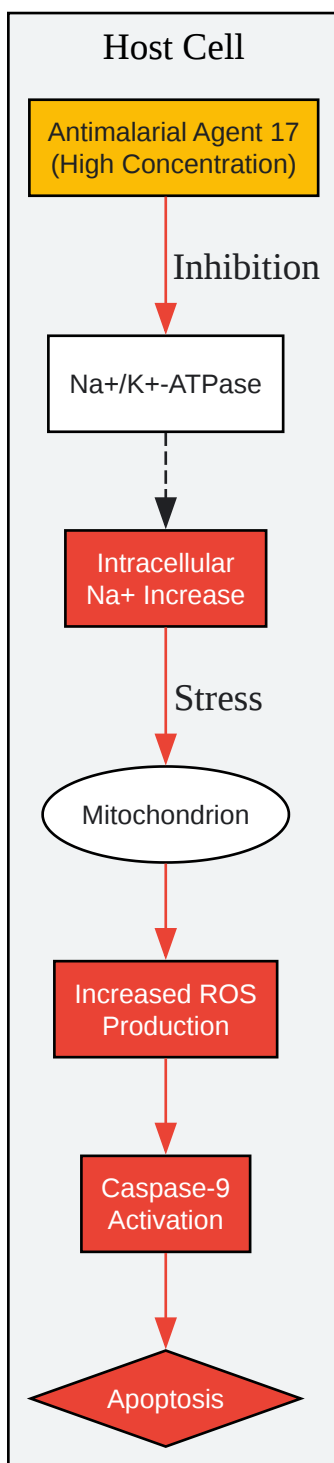 Host Cell
Antimalarial Agent 17
(High Concentration)
Inhibition
Na+/K+-ATPase
Intracellular
Na+ Increase
Stress
Mitochondrion
Increased ROS
Production
Caspase-9
Activation
Apoptosis